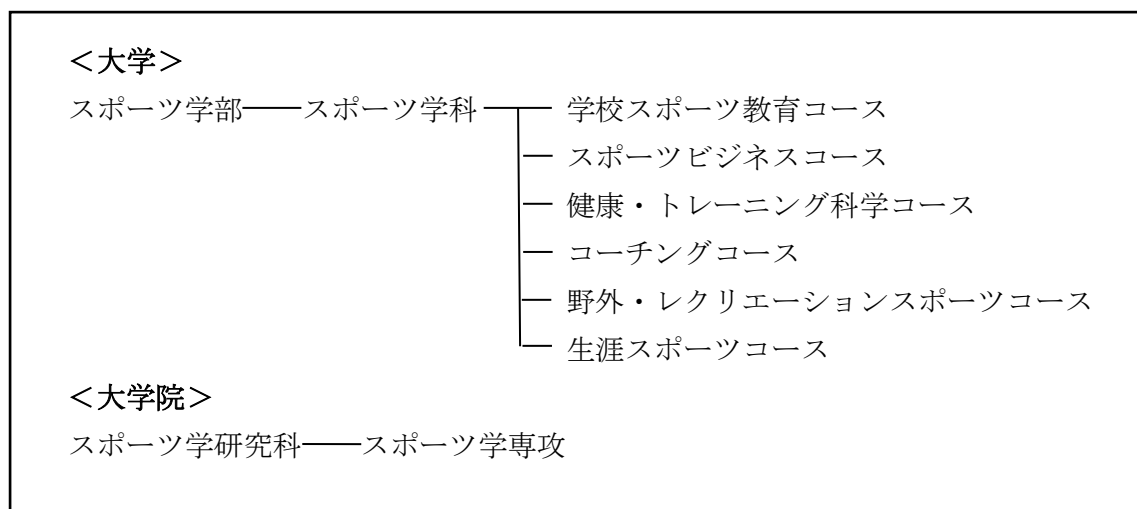 ＜大学＞
スポーツ学部――スポーツ学科 学校スポーツ教育コース
スポーツビジネスコース
健康・トレーニング科学コース
コーチングコース
野外・レクリエーションスポーツコース
生涯スポーツコース
＜大学院＞
スポーツ学研究科――スポーツ学専攻